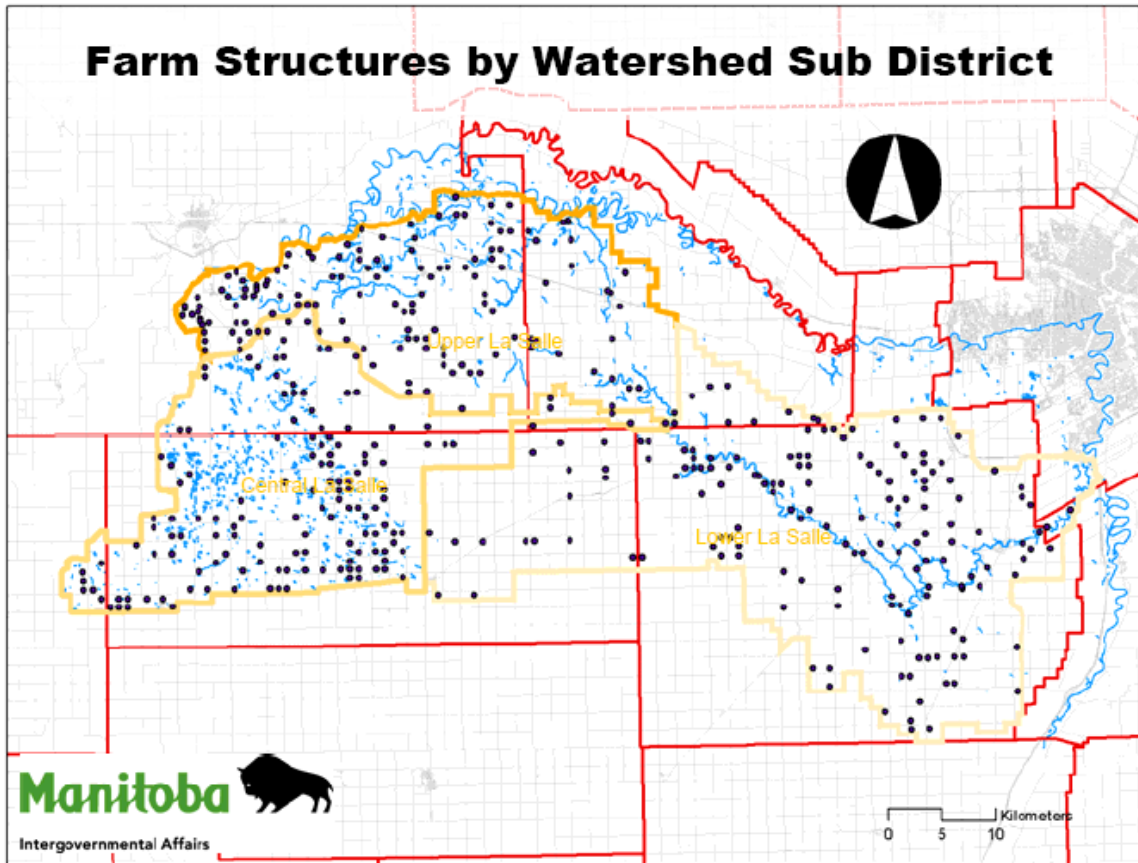 Farm Structures by Watershed Sub District
Upper La Salle
Central La Salle
Lower La Salle
Manitoba
Intergovernmental Affairs
Kilometers
0 5 10